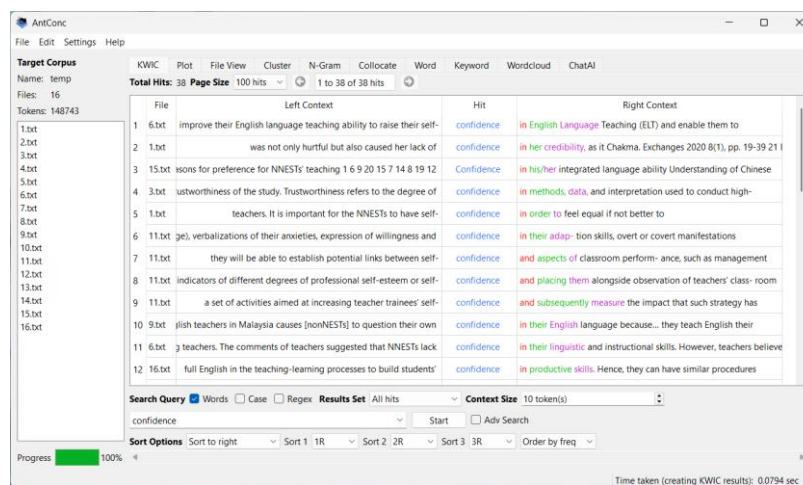 AntConc
File Edit Settings Help
Target Corpus
Name: temp
Files: 16
Tokens: 148743
1.txt
2.txt
3.txt
4.txt
5.txt
6.txt
7.txt
8.txt
9.txt
10.txt
11.txt
12.txt
13.txt
14.txt
15.txt
16.txt
Progress 100%
KWIC Plot File View Cluster N-Gram Collocate Word Keyword Wordcloud ChatAI
Total Hits: 38 Page Size 100 hits 1 to 38 of 38 hits
File Left Context Hit Right Context
1 6.txt improve their English language teaching ability to raise their self- confidence in English Language Teaching (ELT) and enable them to
2 1.txt was not only hurtful but also caused her lack of confidence in her credibility, as it Chakma. Exchanges 2020 8(1), pp. 19-39 21 I
3 15.txt asons for preference for NNESTs' teaching 1 6 9 20 15 7 14 8 19 12 Confidence in his/her integrated language ability Understanding of Chinese
4 3.txt rustworthiness of the study. Trustworthiness refers to the degree of confidence in methods, data, and interpretation used to conduct high-
5 1.txt teachers. It is important for the NNESTs to have self- confidence in order to feel equal if not better to
6 11.txt ge), verbalizations of their anxieties, expression of willingness and confidence in their adap- tion skills, overt or covert manifestations
7 11.txt they will be able to establish potential links between self- confidence and aspects of classroom perform- ance, such as management
8 11.txt indicators of different degrees of professional self-esteem or self- confidence and placing them alongside observation of teachers' class- room
9 11.txt a set of activities aimed at increasing teacher trainees' self- confidence and subsequently measure the impact that such strategy has
10 9.txt glish teachers in Malaysia causes [nonNESTs] to question their own confidence in their English language because... they teach English their
11 6.txt g teachers. The comments of teachers suggested that NNESTs lack confidence in their linguistic and instructional skills. However, teachers believe
12 16.txt full English in the teaching-learning processes to build students' confidence in productive skills. Hence, they can have similar procedures
Search Query Words Case Regex Results Set All hits Context Size 10 token(s)
confidence Start Adv Search
Sort Options Sort to right Sort 1 1R Sort 2 2R Sort 3 3R Order by freq
Time taken (creating KWIC results): 0.0794 sec